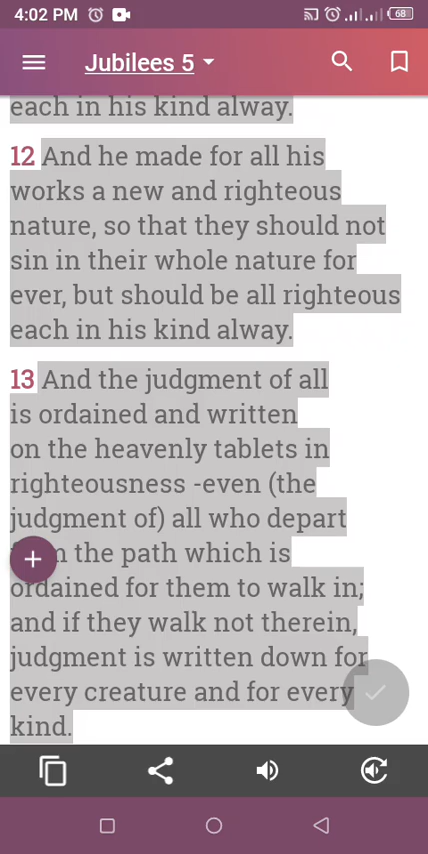 4:02 PM
68
Jubilees 5
each in his kind alway.
12 And he made for all his
works a new and righteous
nature, so that they should not
sin in their whole nature for
ever, but should be all righteous
each in his kind alway.
13 And the judgment of all
is ordained and written
on the heavenly tablets in
righteousness -even (the
judgment of) all who depart
the path which is
ordained for them to walk in;
and if they walk not therein,
judgment is written down for
every creature and for every
kind.